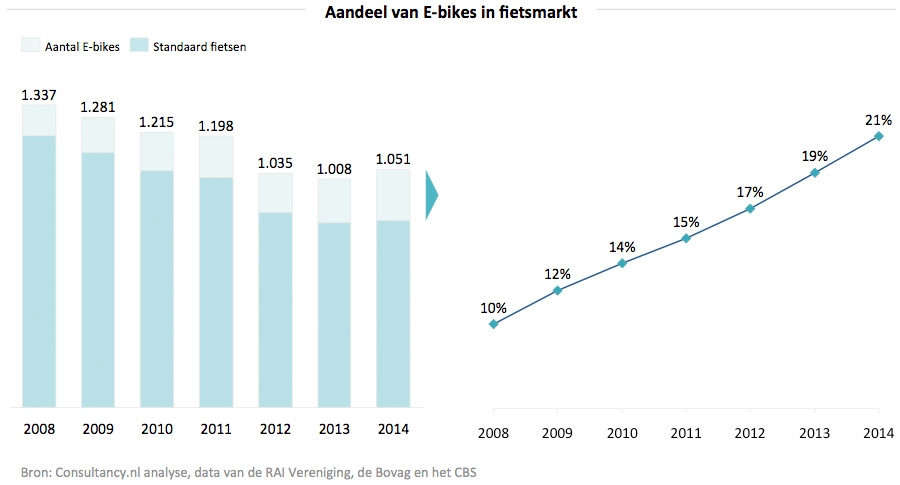 Aandeel van E-bikes in fietsmarkt
Aantal E-bikes Standaard fietsen
1.337
1.281
1.215
1.198
1.035
1.008
1.051
2008 2009 2010 2011 2012 2013 2014
10%
12%
14%
15%
17%
19%
21%
2008 2009 2010 2011 2012 2013 2014
Bron: Consultancy.nl analyse, data van de RAI Vereniging, de Bovag en het CBS